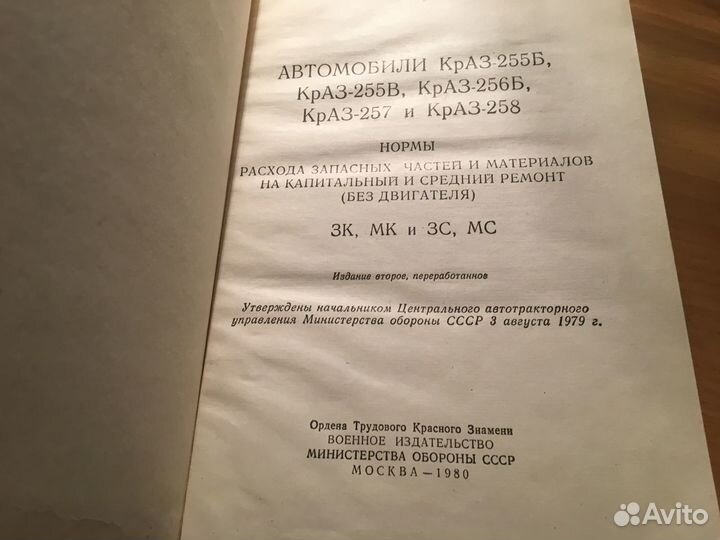 АВТОМОБИЛИ КрАЗ-255Б,
КрАЗ-255В, КрАЗ-256Б,
КрАЗ-257 и КрАЗ-258
НОРМЫ
РАСХОДА ЗАПАСНЫХ ЧАСТЕЙ И МАТЕРИАЛОВ
НА КАПИТАЛЬНЫЙ И СРЕДНИЙ РЕМОНТ
(БЕЗ ДВИГАТЕЛЯ)
ЗК, МК и ЗС, МС
Издание второе, переработанное
Утверждены начальником Центрального автотракторного
управления Министерства обороны СССР 3 августа 1979 г.
Ордена Трудового Красного Знамени
ВОЕННОЕ ИЗДАТЕЛЬСТВО
МИНИСТЕРСТВА ОБОРОНЫ СССР
МОСКВА — 1980
Avito